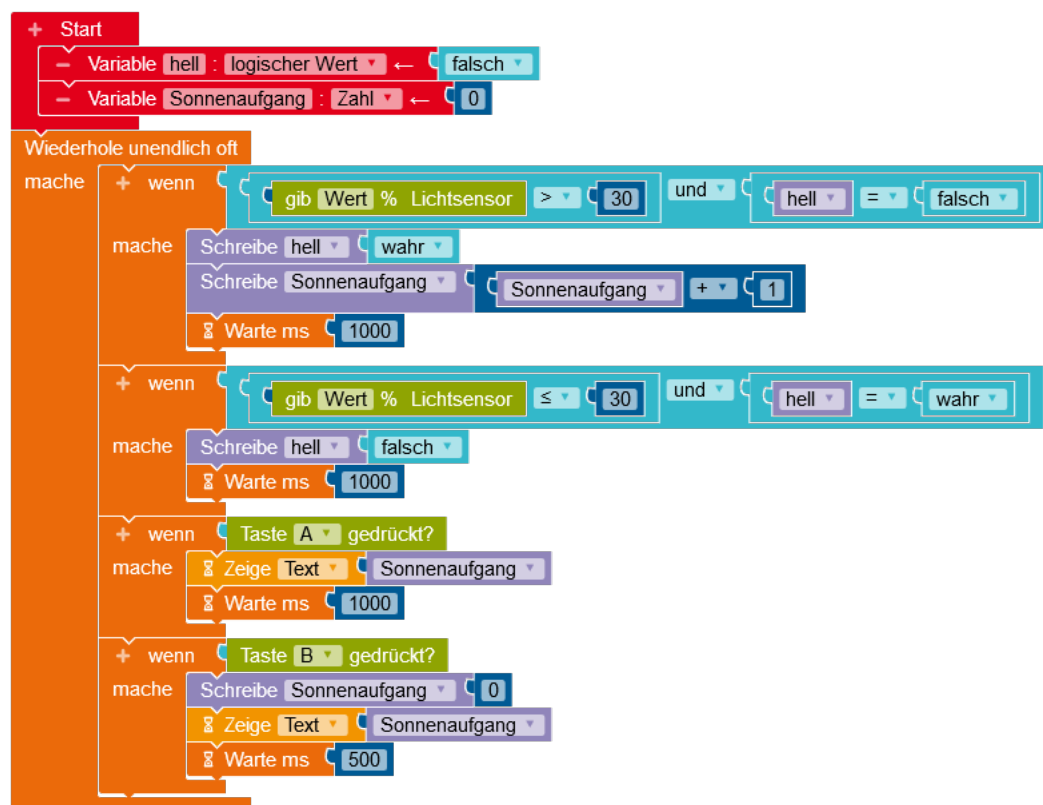 + Start
− Variable hell : logischer Wert ← falsch
− Variable Sonnenaufgang : Zahl ← 0
Wiederhole unendlich oft
mache + wenn gib Wert % Lichtsensor > 30 und hell = falsch
mache Schreibe hell wahr
Schreibe Sonnenaufgang Sonnenaufgang + 1
Warte ms 1000
+ wenn gib Wert % Lichtsensor ≤ 30 und hell = wahr
mache Schreibe hell falsch
Warte ms 1000
+ wenn Taste A gedrückt?
mache Zeige Text Sonnenaufgang
Warte ms 1000
+ wenn Taste B gedrückt?
mache Schreibe Sonnenaufgang 0
Zeige Text Sonnenaufgang
Warte ms 500